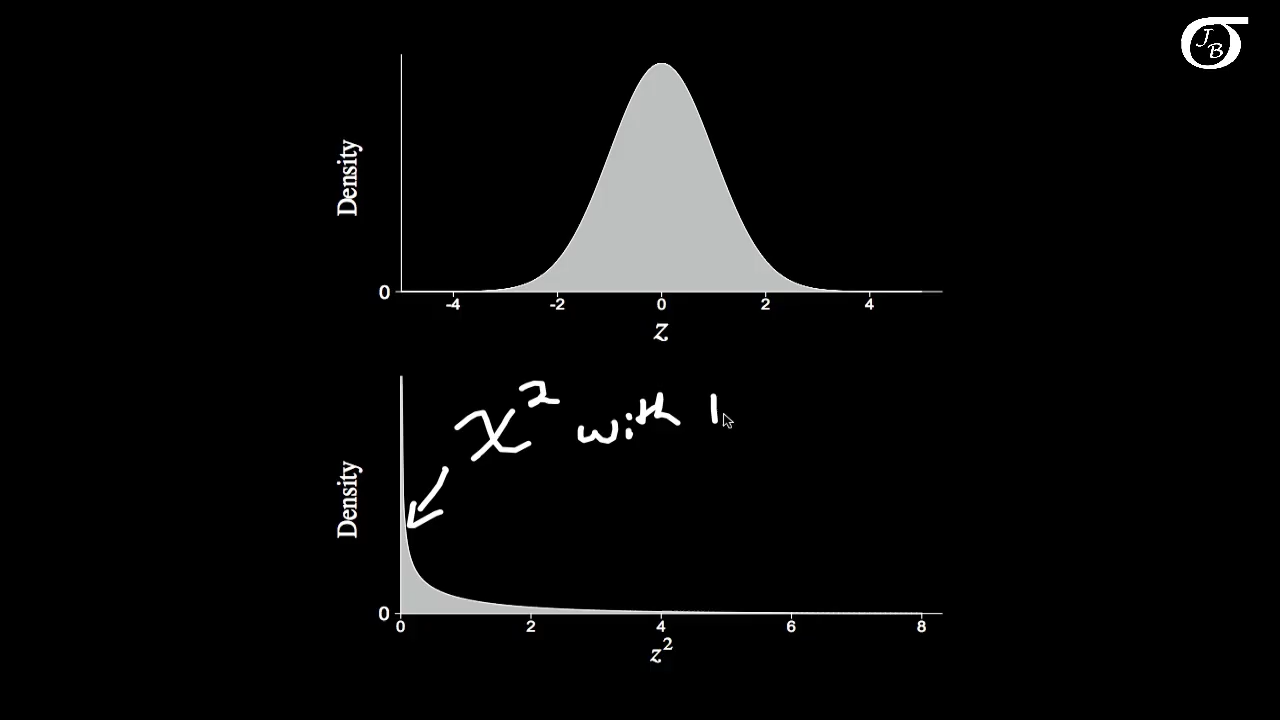 J
B
Density
0
-4 -2 0 2 4
z
χ² with 1
Density
0
0 2 4 6 8
z²